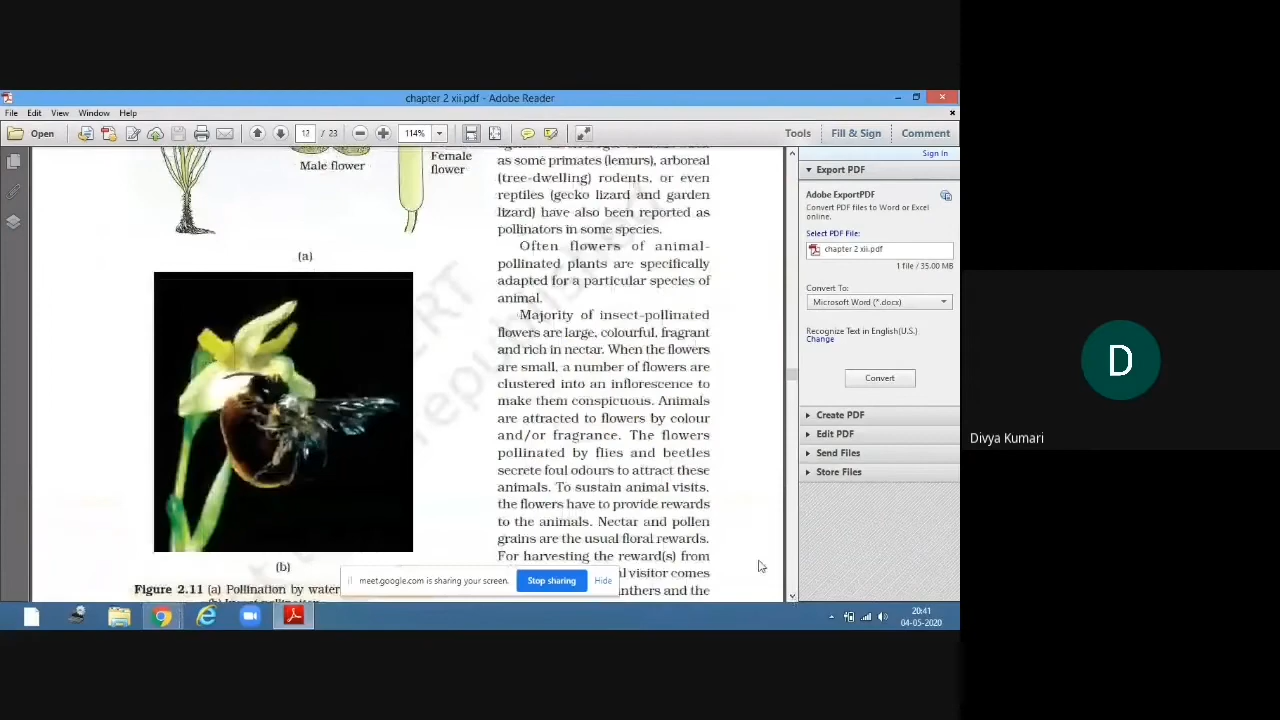 chapter 2 xii.pdf - Adobe Reader
File Edit View Window Help
Open 12 / 23 114% Tools Fill & Sign Comment
Sign In
Export PDF
Adobe ExportPDF
Convert PDF files to Word or Excel
online.
Select PDF File:
chapter 2 xii.pdf
1 file / 35.00 MB
Convert To:
Microsoft Word (*.docx)
Recognize Text in English(U.S.)
Change
Convert
Create PDF
Edit PDF
Send Files
Store Files
Male flower
Female
flower
(a)
(b)
Figure 2.11 (a) Pollination by water
as some primates (lemurs), arboreal
(tree-dwelling) rodents, or even
reptiles (gecko lizard and garden
lizard) have also been reported as
pollinators in some species.
Often flowers of animal-
pollinated plants are specifically
adapted for a particular species of
animal.
Majority of insect-pollinated
flowers are large, colourful, fragrant
and rich in nectar. When the flowers
are small, a number of flowers are
clustered into an inflorescence to
make them conspicuous. Animals
are attracted to flowers by colour
and/or fragrance. The flowers
pollinated by flies and beetles
secrete foul odours to attract these
animals. To sustain animal visits,
the flowers have to provide rewards
to the animals. Nectar and pollen
grains are the usual floral rewards.
For harvesting the reward(s) from
visitor comes
anthers and the
meet.google.com is sharing your screen. Stop sharing Hide
20:41
04-05-2020
D
Divya Kumari